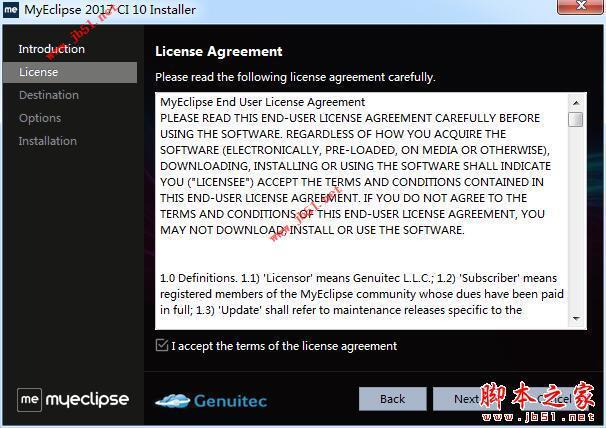 MyEclipse 2017 CI 10 Installer
www.jb51.net
Introduction
License
Destination
Options
Installation
License Agreement
Please read the following license agreement carefully.
MyEclipse End User License Agreement
PLEASE READ THIS END-USER LICENSE AGREEMENT CAREFULLY BEFORE
USING THE SOFTWARE. REGARDLESS OF HOW YOU ACQUIRE THE
SOFTWARE (ELECTRONICALLY, PRE-LOADED, ON MEDIA OR OTHERWISE),
DOWNLOADING, INSTALLING OR USING THE SOFTWARE SHALL INDICATE
YOU ("LICENSEE") ACCEPT THE TERMS AND CONDITIONS CONTAINED IN
THIS END-USER LICENSE AGREEMENT. IF YOU DO NOT AGREE TO THE
TERMS AND CONDITIONS OF THIS END-USER LICENSE AGREEMENT, YOU
MAY NOT DOWNLOAD, INSTALL OR USE THE SOFTWARE.
www.jb51.net
1.0 Definitions. 1.1) 'Licensor' means Genuitec L.L.C.; 1.2) 'Subscriber' means
registered members of the MyEclipse community whose dues have been paid
in full; 1.3) 'Update' shall refer to maintenance releases specific to the
I accept the terms of the license agreement
me myeclipse
Genuitec
Back
Next
Cancel
脚本之家
www.jb51.net